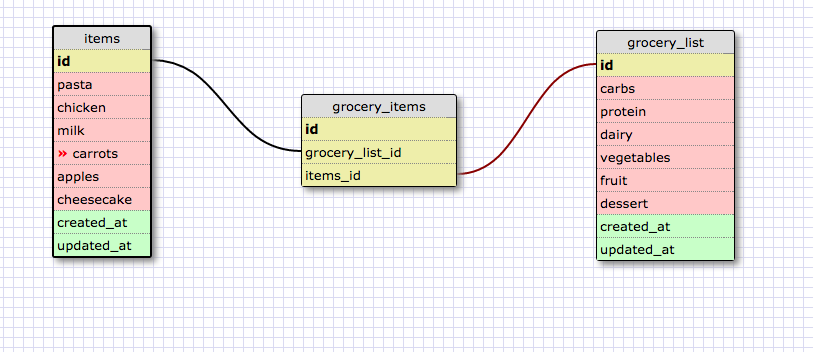 items
id
pasta
chicken
milk
» carrots
apples
cheesecake
created_at
updated_at
grocery_items
id
grocery_list_id
items_id
grocery_list
id
carbs
protein
dairy
vegetables
fruit
dessert
created_at
updated_at